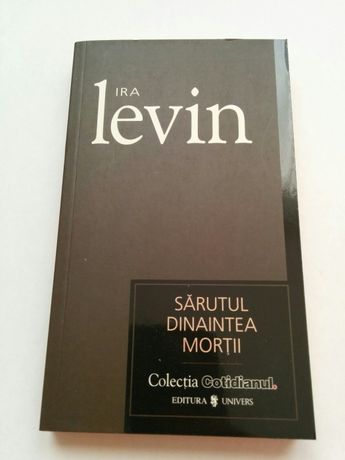 IRA
levin
SĂRUTUL
DINAINTEA
MORȚII
Colecția Cotidianul.
EDITURA UNIVERS